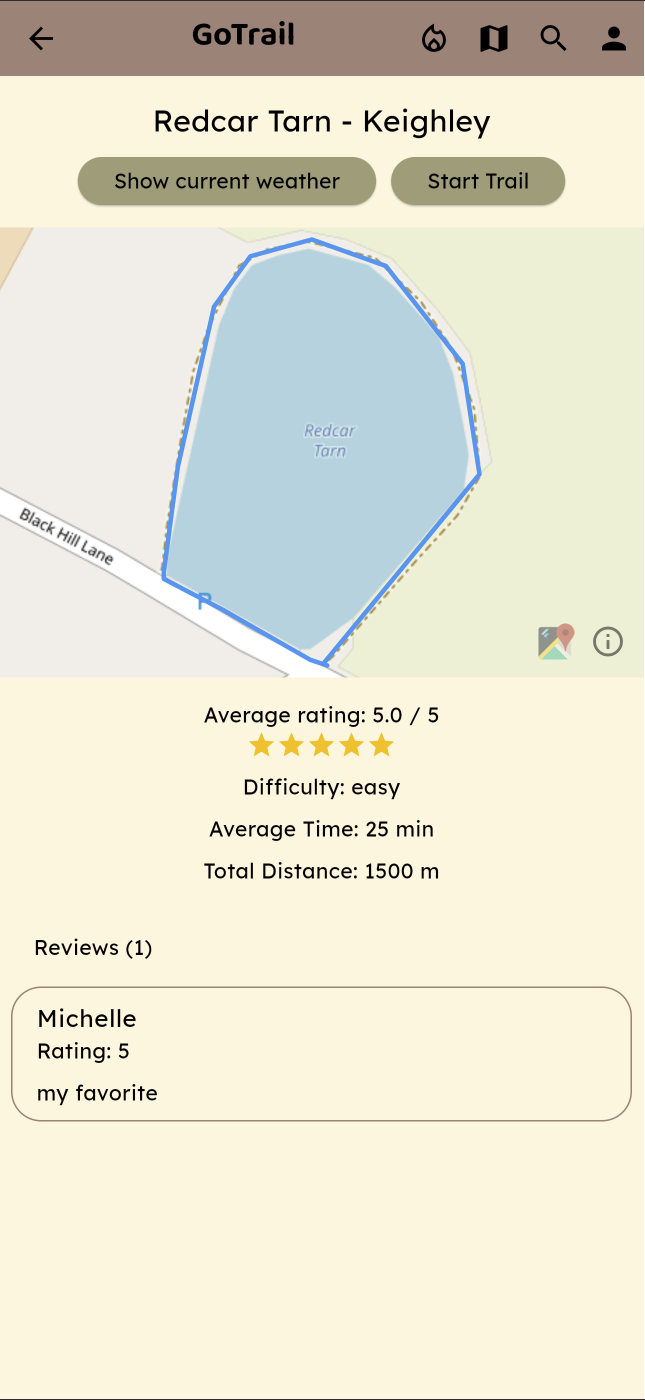 GoTrail
Redcar Tarn - Keighley
Show current weather
Start Trail
Redcar
Tarn
Black Hill Lane
P
Average rating: 5.0 / 5
Difficulty: easy
Average Time: 25 min
Total Distance: 1500 m
Reviews (1)
Michelle
Rating: 5
my favorite